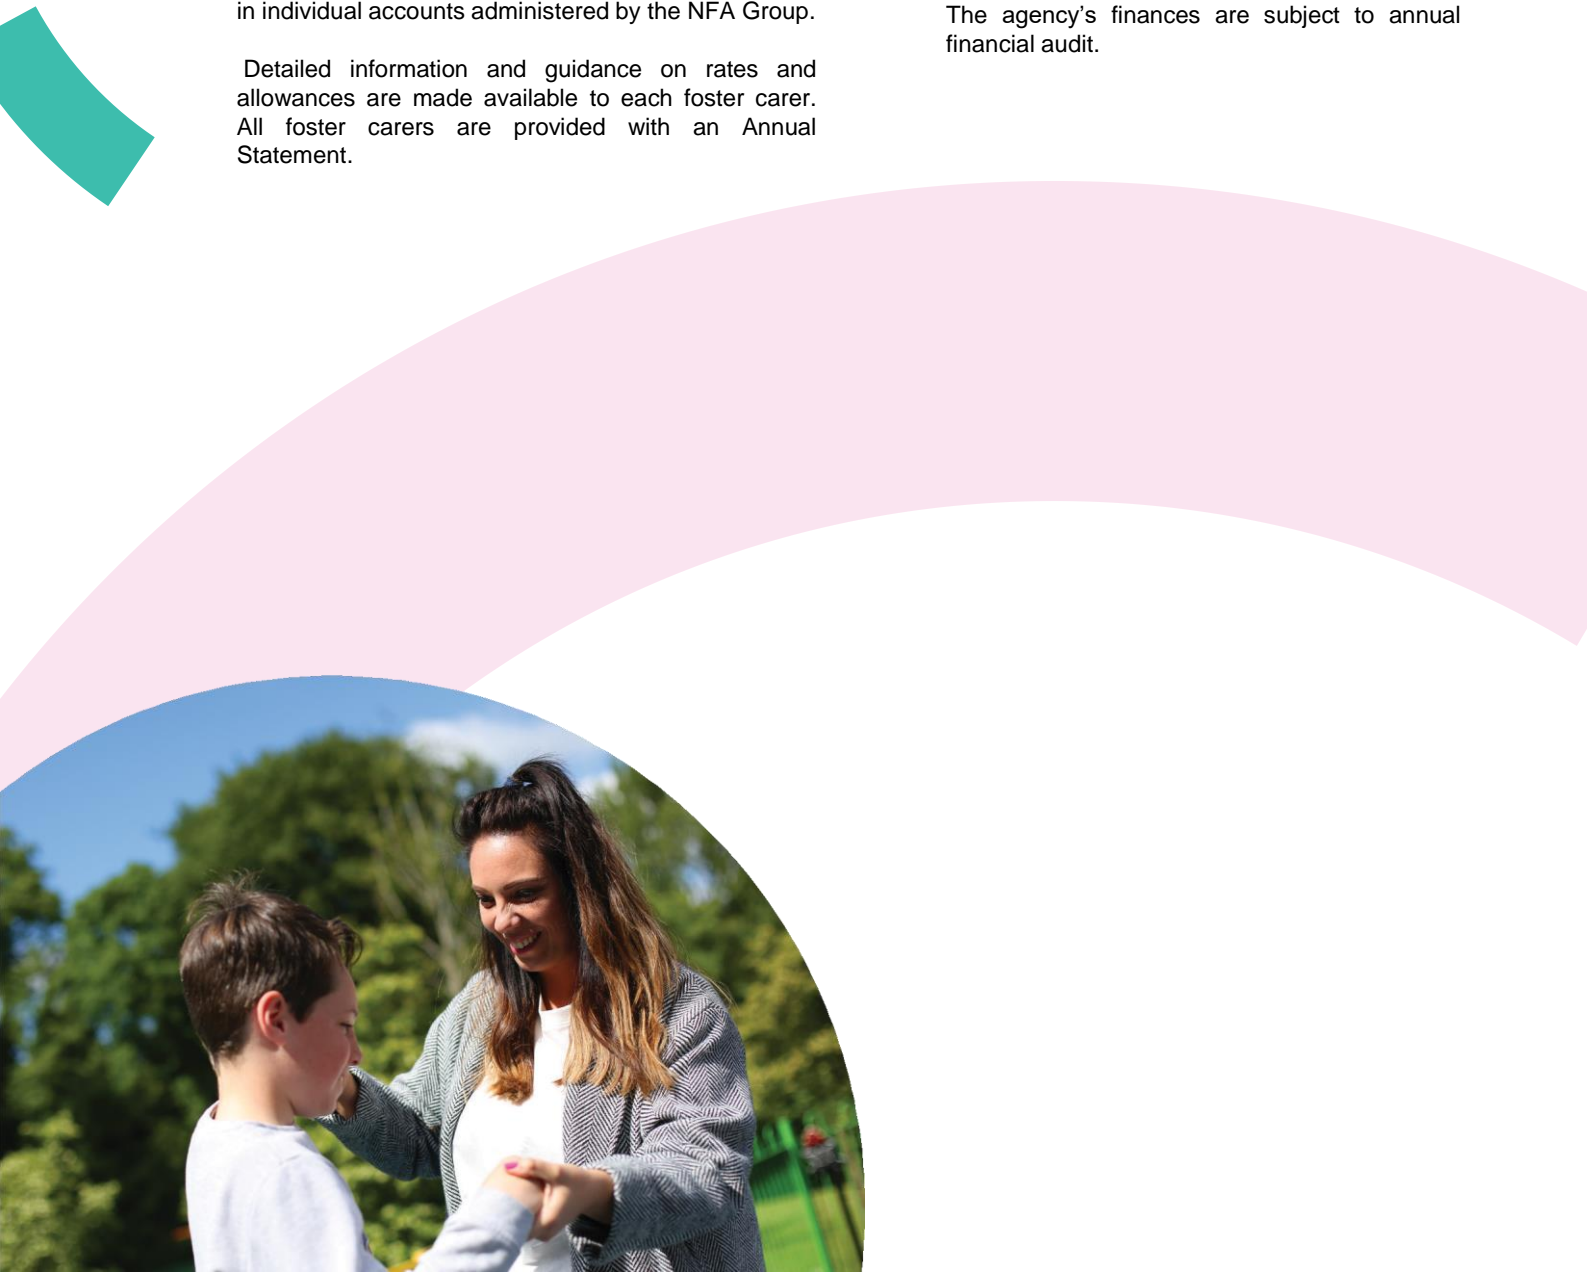 in individual accounts administered by the NFA Group.
Detailed information and guidance on rates and
allowances are made available to each foster carer.
All foster carers are provided with an Annual
Statement.
The agency’s finances are subject to annual
financial audit.